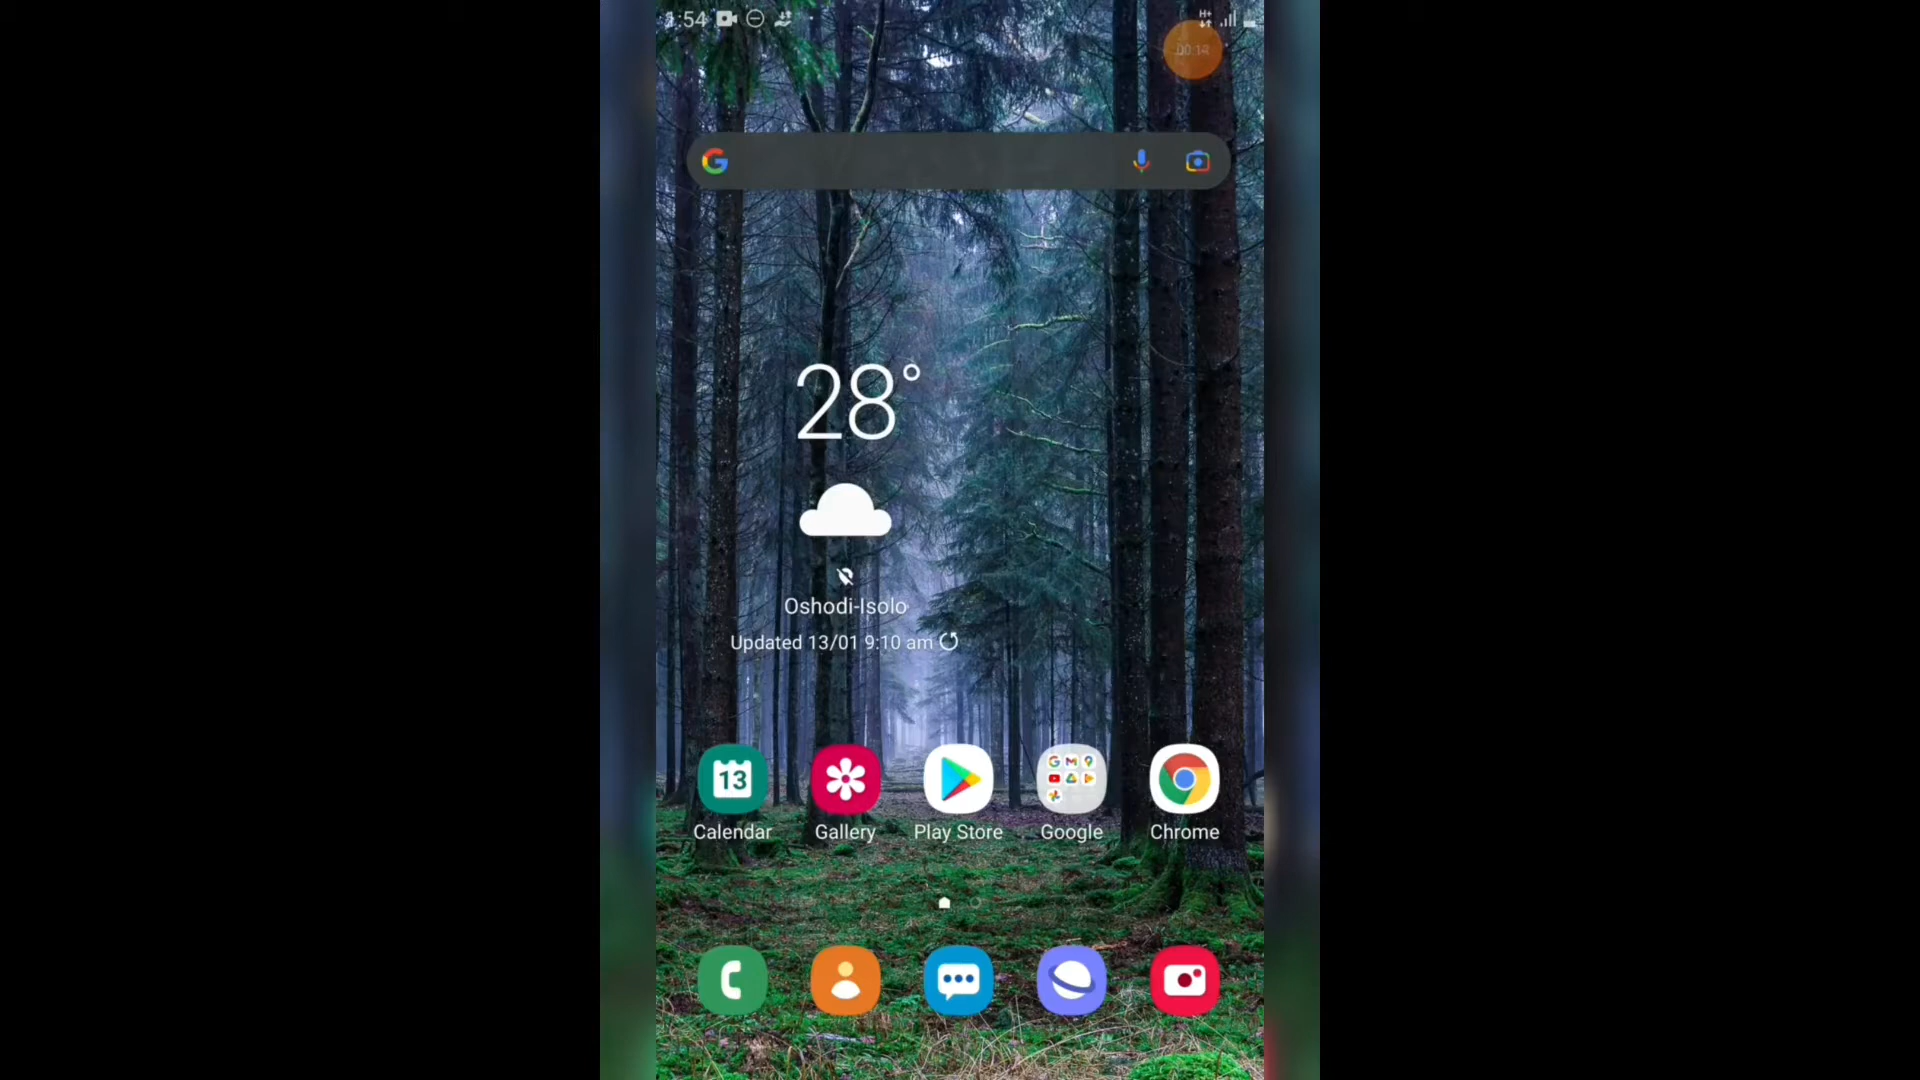 :54
H+
28°
Oshodi-Isolo
Updated 13/01 9:10 am
13
Calendar
Gallery
Play Store
Google
Chrome